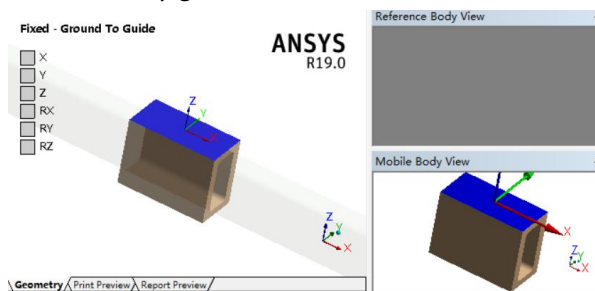 Fixed - Ground To Guide
X
Y
Z
RX
RY
RZ
ANSYS
R19.0
Z
Y
X
Z
Y
X
Geometry Print Preview Report Preview
Reference Body View
Mobile Body View
X
Z
Y
X